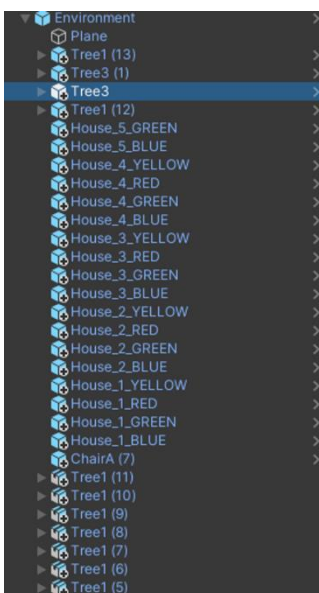 Environment
Plane
Tree1 (13)
Tree3 (1)
Tree3
Tree1 (12)
House_5_GREEN
House_5_BLUE
House_4_YELLOW
House_4_RED
House_4_GREEN
House_4_BLUE
House_3_YELLOW
House_3_RED
House_3_GREEN
House_3_BLUE
House_2_YELLOW
House_2_RED
House_2_GREEN
House_2_BLUE
House_1_YELLOW
House_1_RED
House_1_GREEN
House_1_BLUE
ChairA (7)
Tree1 (11)
Tree1 (10)
Tree1 (9)
Tree1 (8)
Tree1 (7)
Tree1 (6)
Tree1 (5)